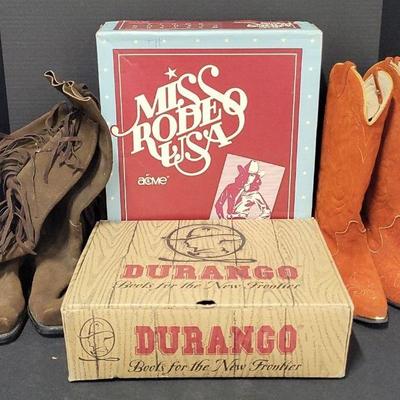 MISS
RODEO
USA
acme
DURANGO
Boots for the New Frontier
DURANGO
Boots for the New Frontier